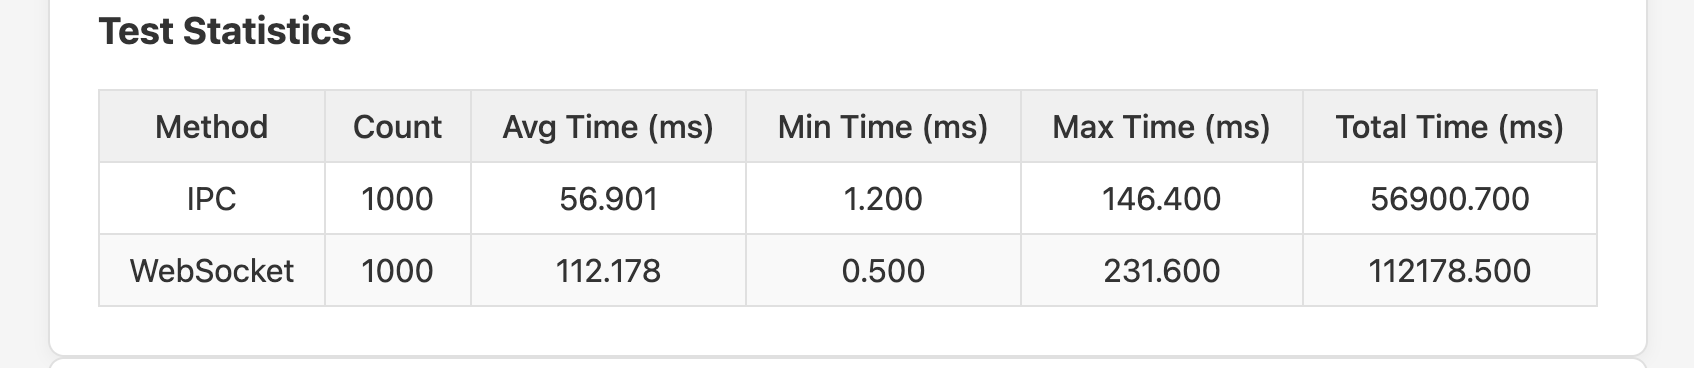 Test Statistics
Method Count Avg Time (ms) Min Time (ms) Max Time (ms) Total Time (ms)
IPC 1000 56.901 1.200 146.400 56900.700
WebSocket 1000 112.178 0.500 231.600 112178.500